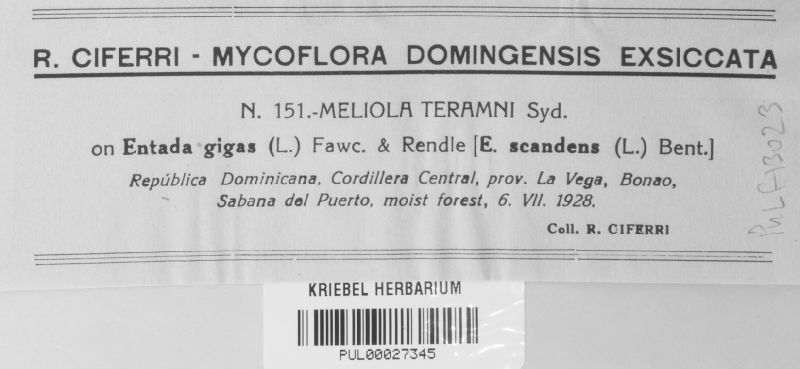 R. CIFERRI - MYCOFLORA DOMINGENSIS EXSICCATA
N. 151.-MELIOLA TERAMNI Syd.
on Entada gigas (L.) Fawc. & Rendle [E. scandens (L.) Bent.]
República Dominicana, Cordillera Central, prov. La Vega, Bonao,
Sabana del Puerto, moist forest, 6. VII. 1928.
Coll. R. CIFERRI
PuLF13023
KRIEBEL HERBARIUM
PUL00027345